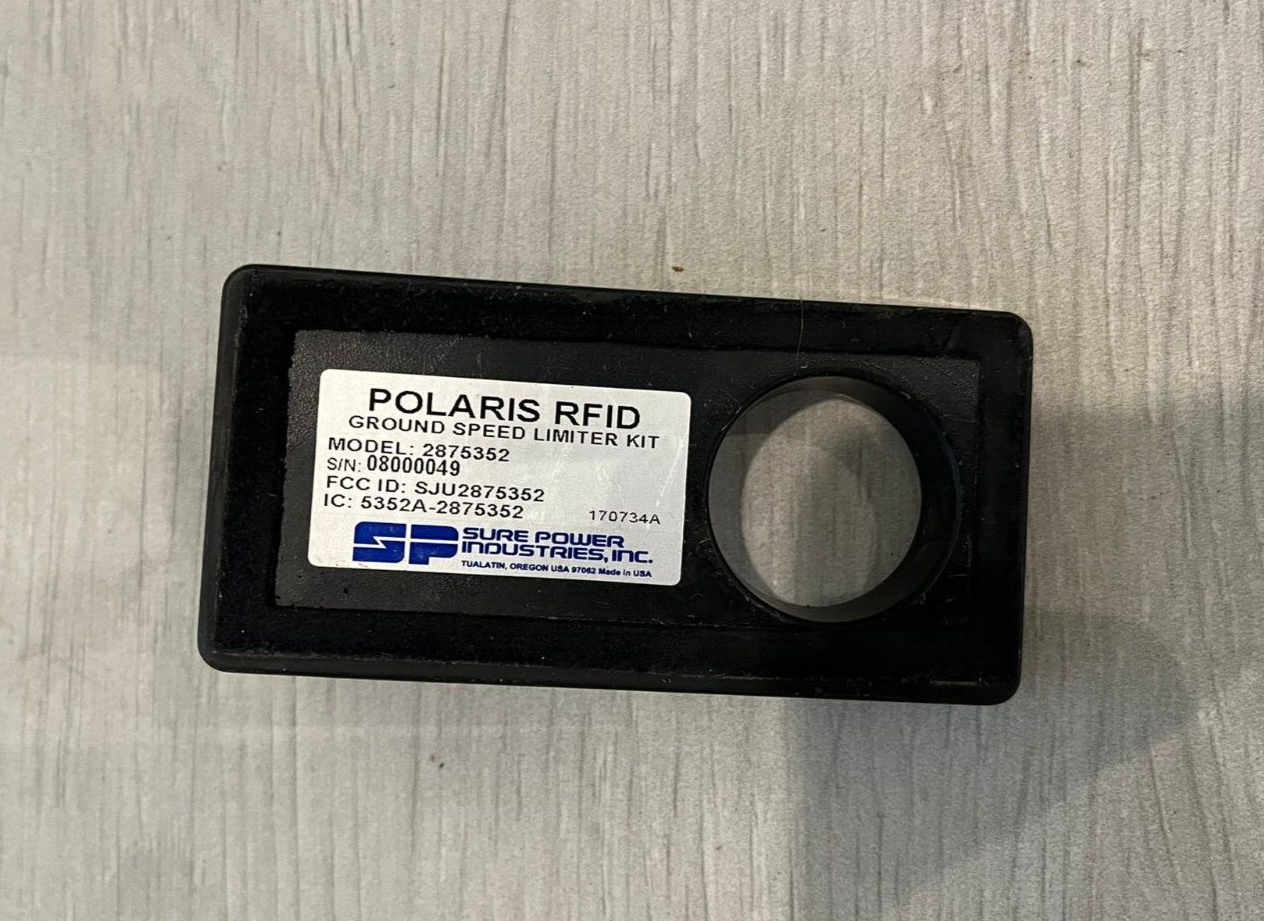 POLARIS RFID
GROUND SPEED LIMITER KIT
MODEL: 2875352
S/N: 08000049
FCC ID: SJU2875352
IC: 5352A-2875352 170734A
SP SURE POWER
INDUSTRIES, INC.
TUALATIN, OREGON USA 97062 Made in USA